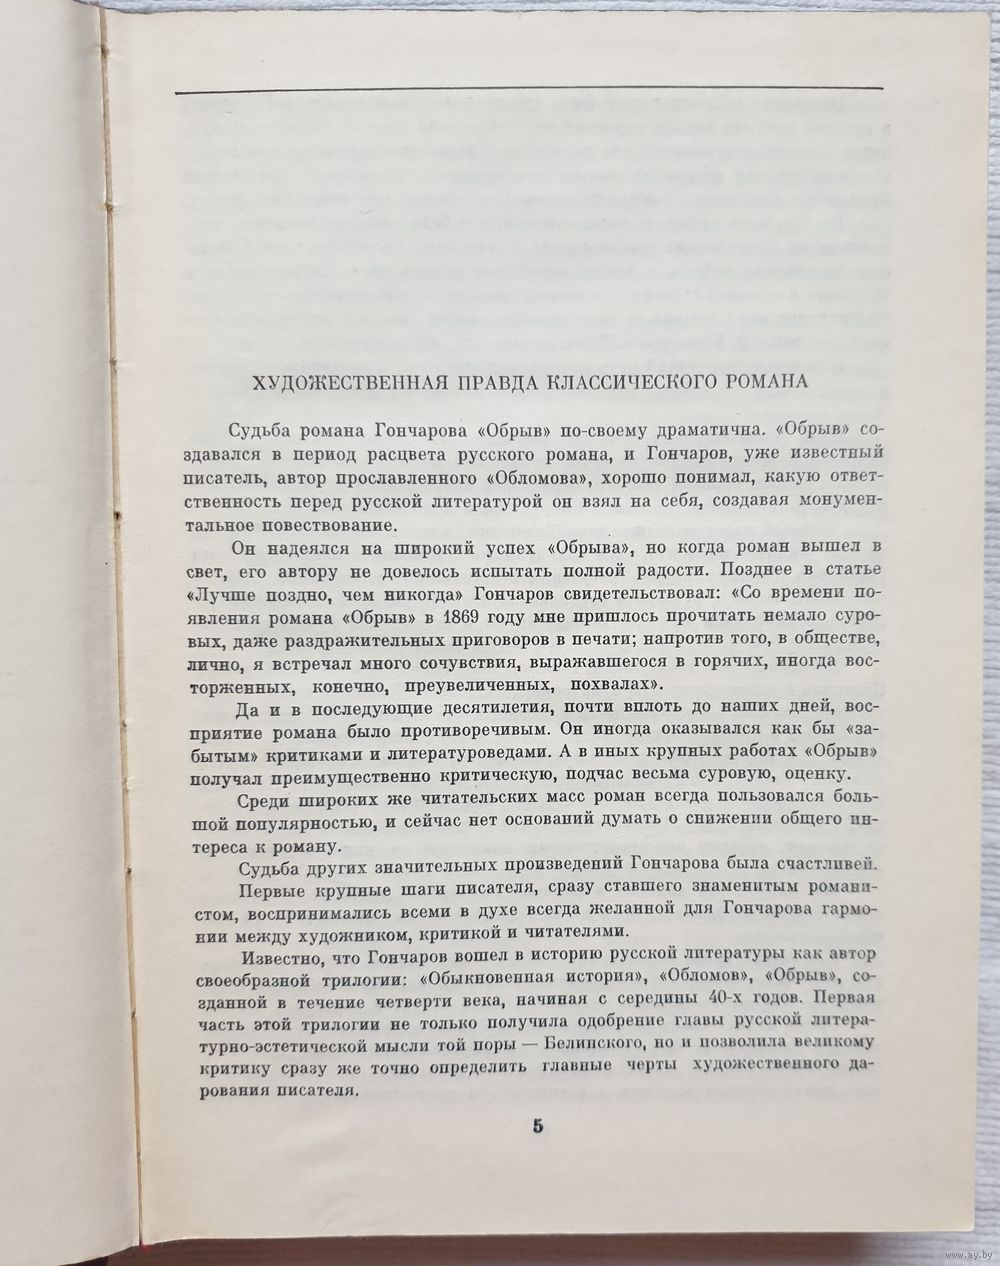 ХУДОЖЕСТВЕННАЯ ПРАВДА КЛАССИЧЕСКОГО РОМАНА
Судьба романа Гончарова «Обрыв» по-своему драматична. «Обрыв» со-
здавался в период расцвета русского романа, и Гончаров, уже известный
писатель, автор прославленного «Обломова», хорошо понимал, какую ответ-
ственность перед русской литературой он взял на себя, создавая монумен-
тальное повествование.
Он надеялся на широкий успех «Обрыва», но когда роман вышел в
свет, его автору не довелось испытать полной радости. Позднее в статье
«Лучше поздно, чем никогда» Гончаров свидетельствовал: «Со времени по-
явления романа «Обрыв» в 1869 году мне пришлось прочитать немало суро-
вых, даже раздражительных приговоров в печати; напротив того, в обществе,
лично, я встречал много сочувствия, выражавшегося в горячих, иногда вос-
торженных, конечно, преувеличенных, похвалах».
Да и в последующие десятилетия, почти вплоть до наших дней, вос-
приятие романа было противоречивым. Он иногда оказывался как бы «за-
бытым» критиками и литературоведами. А в иных крупных работах «Обрыв»
получал преимущественно критическую, подчас весьма суровую, оценку.
Среди широких же читательских масс роман всегда пользовался боль-
шой популярностью, и сейчас нет оснований думать о снижении общего ин-
тереса к роману.
Судьба других значительных произведений Гончарова была счастливей.
Первые крупные шаги писателя, сразу ставшего знаменитым романи-
стом, воспринимались всеми в духе всегда желанной для Гончарова гармо-
нии между художником, критикой и читателями.
Известно, что Гончаров вошел в историю русской литературы как автор
своеобразной трилогии: «Обыкновенная история», «Обломов», «Обрыв», со-
зданной в течение четверти века, начиная с середины 40-х годов. Первая
часть этой трилогии не только получила одобрение главы русской литера-
турно-эстетической мысли той поры — Белинского, но и позволила великому
критику сразу же точно определить главные черты художественного да-
рования писателя.
5
www.ay.by